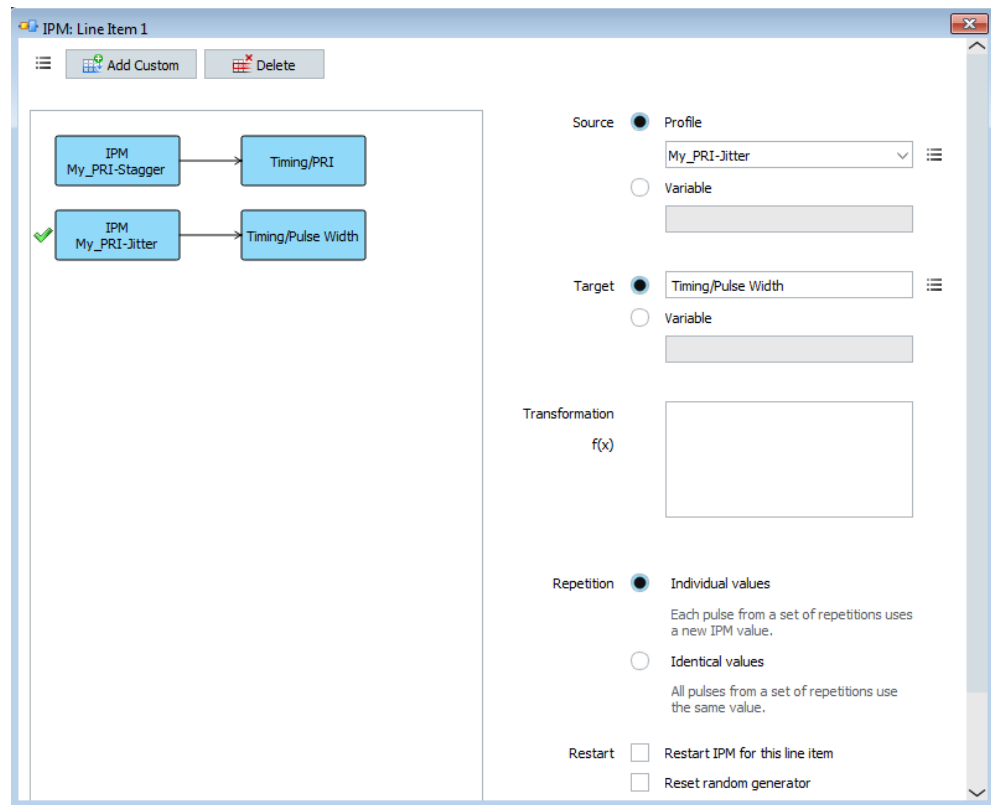 IPM: Line Item 1
Add Custom
Delete
IPM
My_PRI-Stagger
Timing/PRI
IPM
My_PRI-Jitter
Timing/Pulse Width
Source
Profile
My_PRI-Jitter
Variable
Target
Timing/Pulse Width
Variable
Transformation
f(x)
Repetition
Individual values
Each pulse from a set of repetitions uses
a new IPM value.
Identical values
All pulses from a set of repetitions use
the same value.
Restart
Restart IPM for this line item
Reset random generator